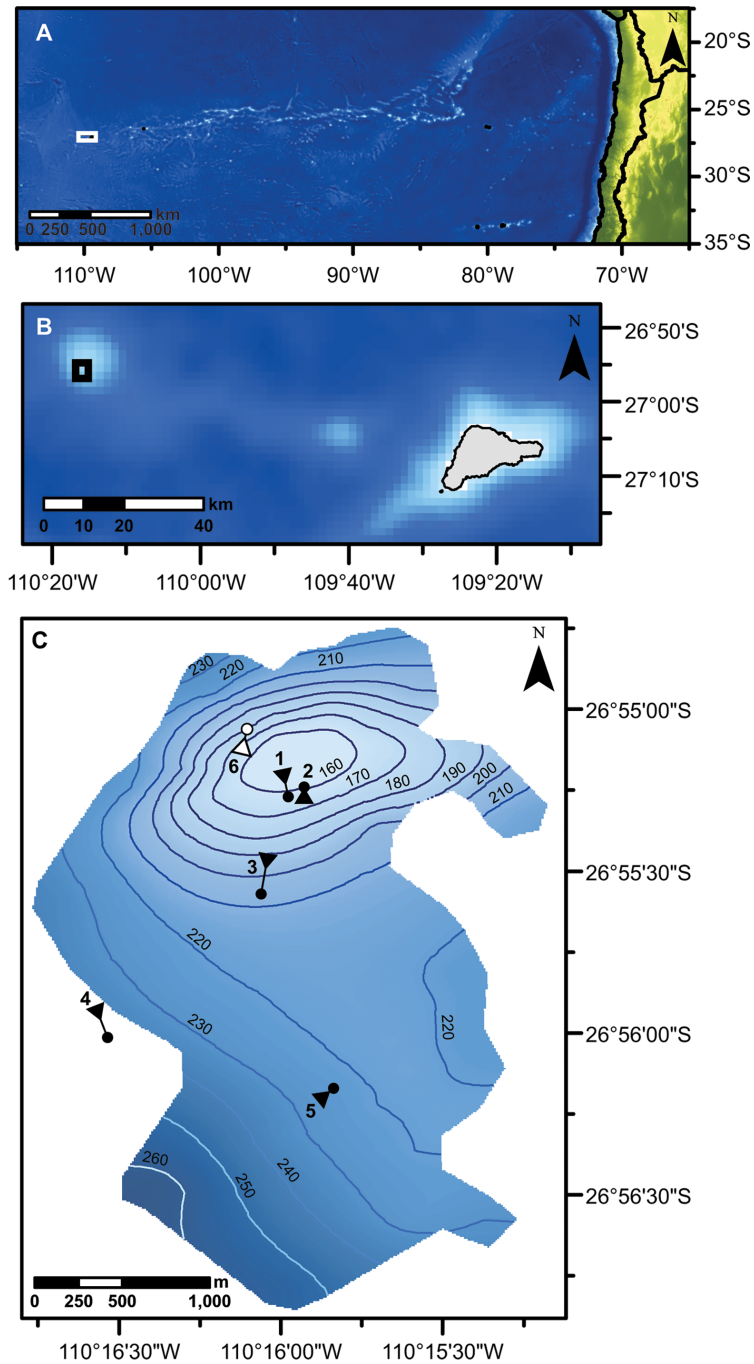 A
N
20°S
25°S
30°S
35°S
km
0 250 500 1,000
110°W 100°W 90°W 80°W 70°W
B
N
26°50'S
27°00'S
27°10'S
km
0 10 20 40
110°20'W 110°00'W 109°40'W 109°20'W
C
N
230
220
210
26°55'00"S
6
1
2
160
170
180
190
200
210
3
26°55'30"S
220
4
230
220
26°56'00"S
5
260
250
240
26°56'30"S
m
0 250 500 1,000
110°16'30"W 110°16'00"W 110°15'30"W